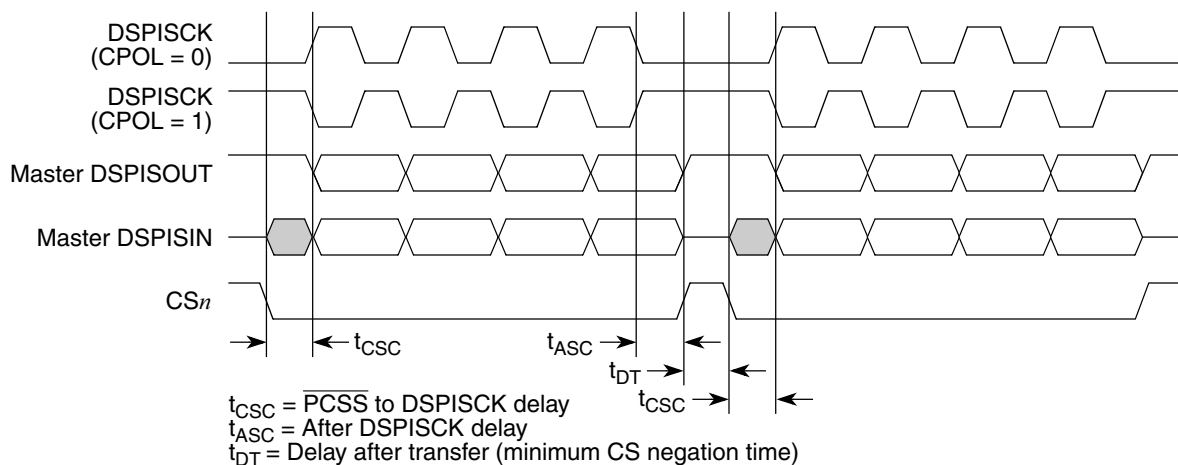 DSPISCK
(CPOL = 0)
DSPISCK
(CPOL = 1)
Master DSPISOUT
Master DSPISIN
CSn
tCSC
tASC
tDT
tCSC
tCSC = PCSS to DSPISCK delay
tASC = After DSPISCK delay
tDT = Delay after transfer (minimum CS negation time)